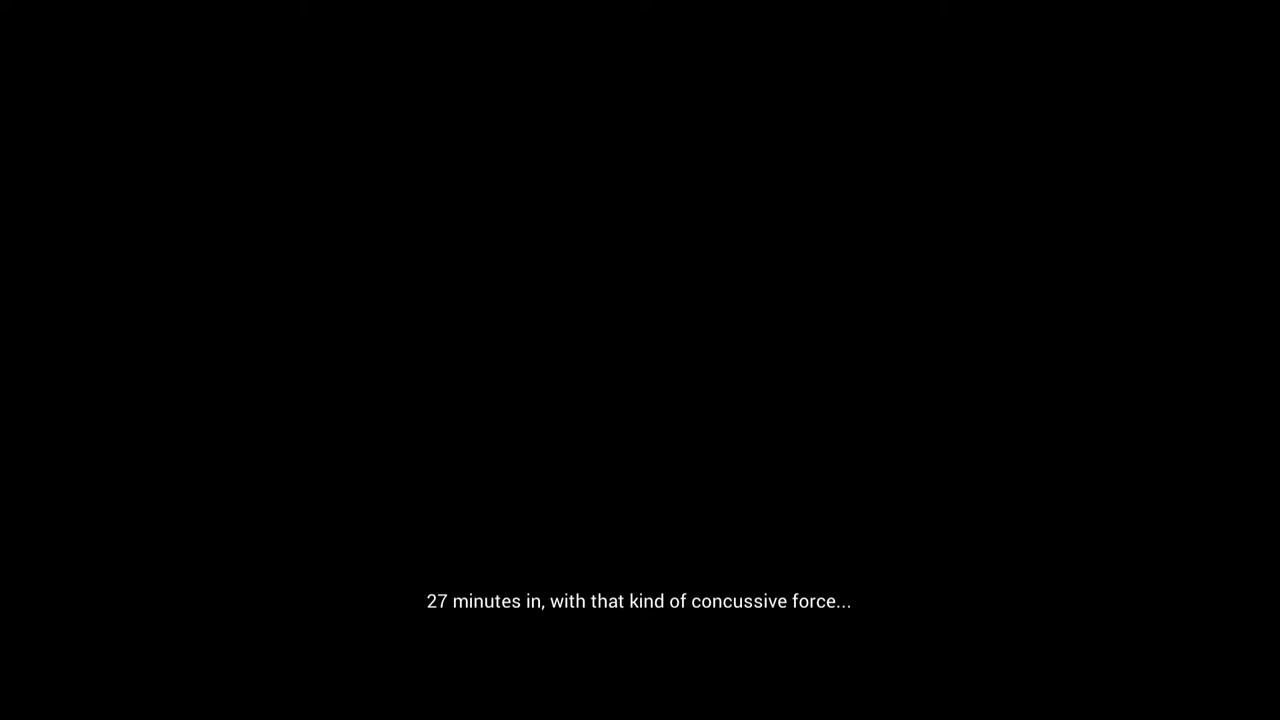 27 minutes in, with that kind of concussive force...